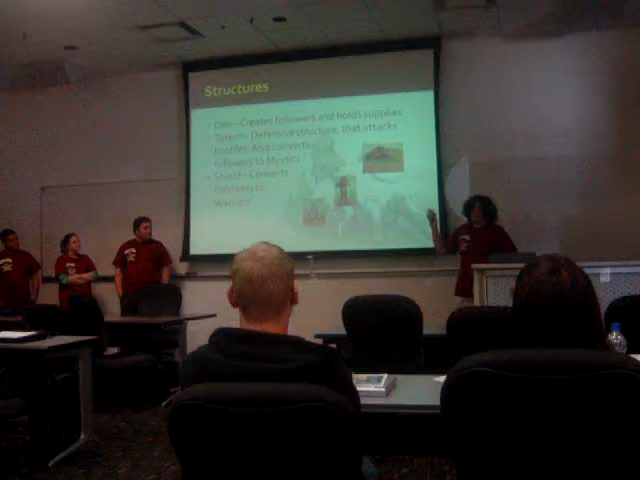 Structures
Den – Creates followers and holds supplies
Totem – Defensive structure, that attacks
hostiles. Also converts
followers to Mystics
Shield – Converts
followers to
Warriors